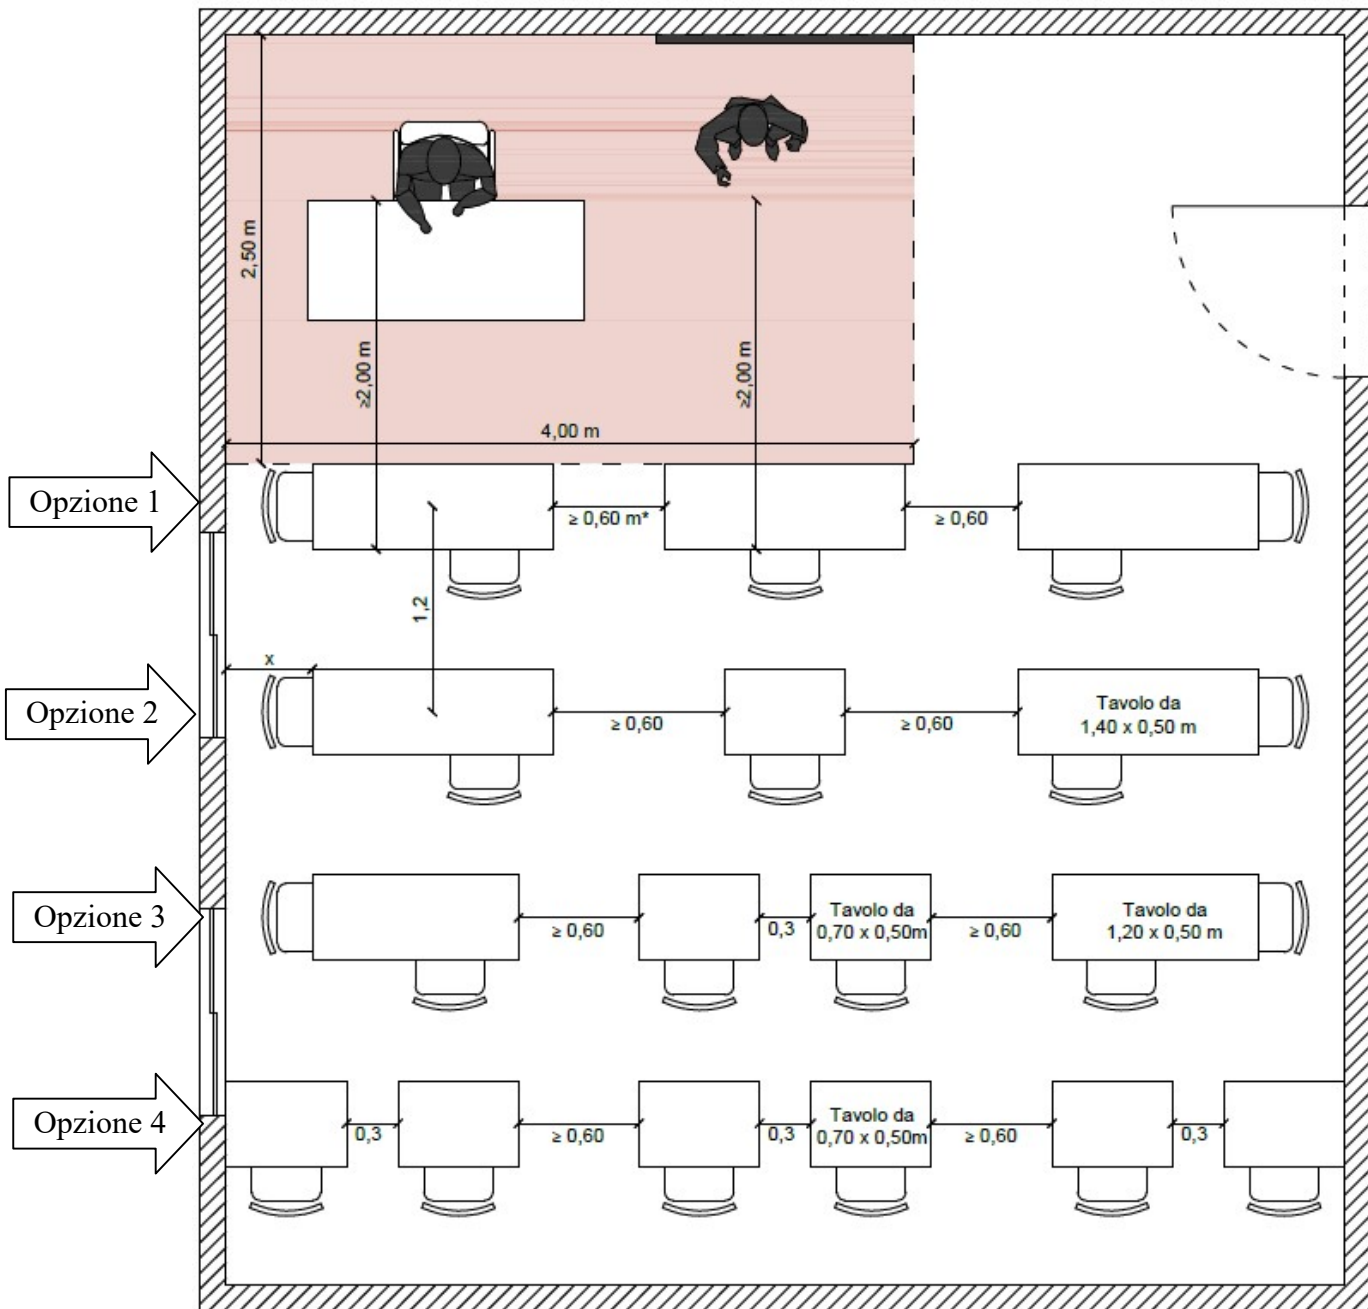 2,50 m
≥2,00 m
≥2,00 m
4,00 m
Opzione 1
≥ 0,60 m*
≥ 0,60
1,2
x
Opzione 2
≥ 0,60
≥ 0,60
Tavolo da
1,40 x 0,50 m
Opzione 3
≥ 0,60
0,3
Tavolo da
0,70 x 0,50m
≥ 0,60
Tavolo da
1,20 x 0,50 m
Opzione 4
0,3
≥ 0,60
0,3
Tavolo da
0,70 x 0,50m
≥ 0,60
0,3